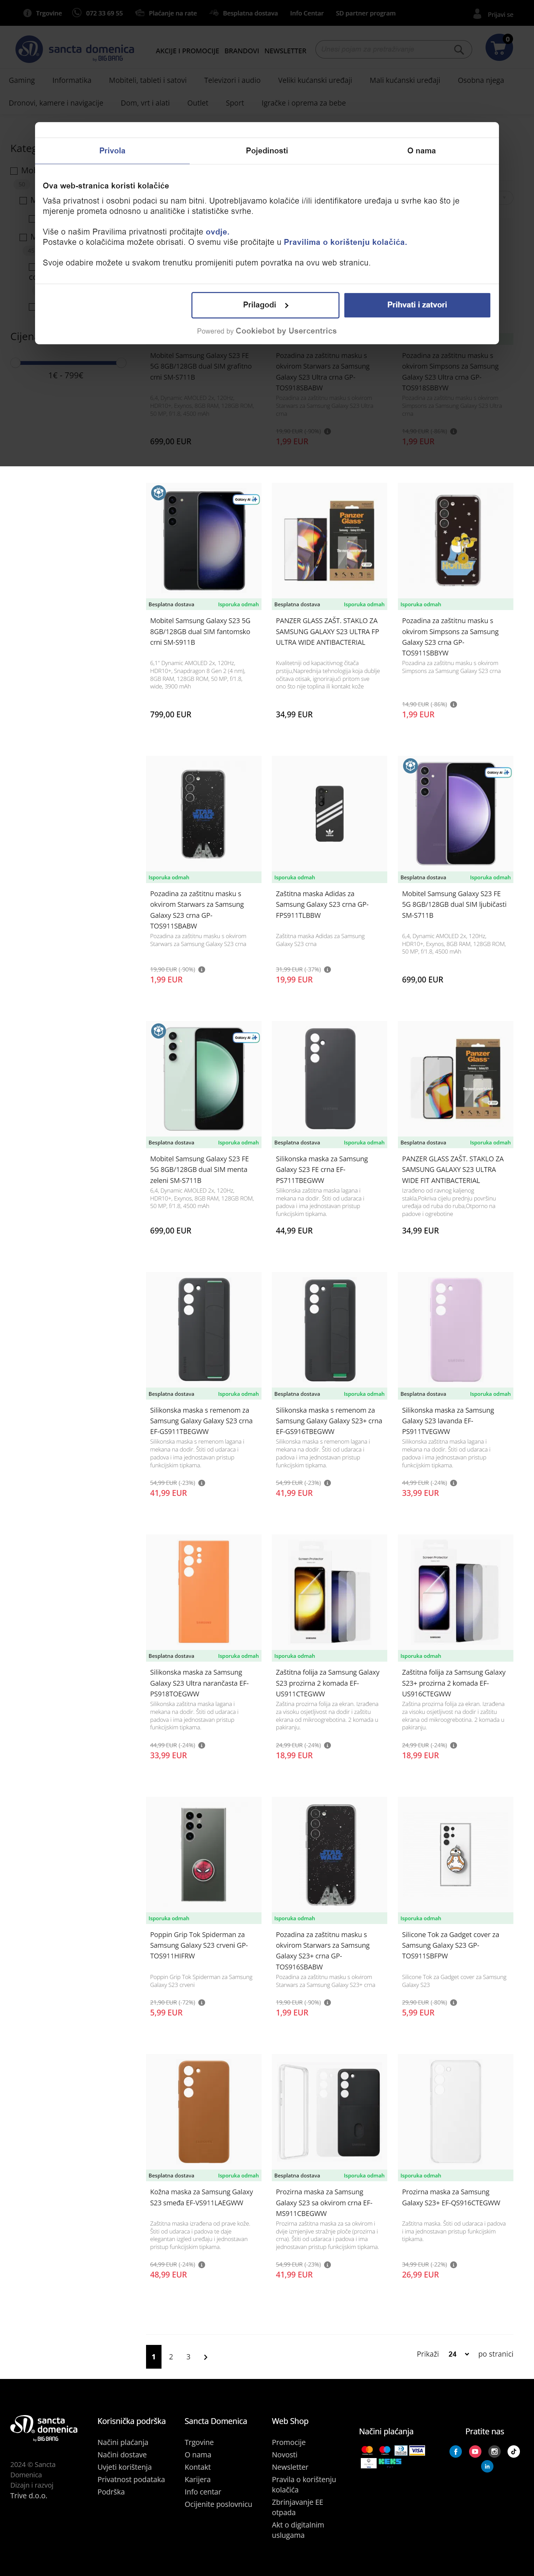 Trgovine
072 33 69 55
Plaćanje na rate
Besplatna dostava
Info Centar
SD partner program
Prijavi se
sancta domenica
by BIG BANG
AKCIJE I PROMOCIJE
BRANDOVI
NEWSLETTER
0
Gaming
Informatika
Mobiteli, tableti i satovi
Televizori i audio
Veliki kućanski uređaji
Mali kućanski uređaji
Osobna njega
Dronovi, kamere i navigacije
Dom, vrt i alati
Outlet
Sport
Igračke i oprema za bebe
Privola
Pojedinosti
O nama
Ova web-stranica koristi kolačiće
Vaša privatnost i osobni podaci su nam bitni. Upotrebljavamo kolačiće i/ili identifikatore uređaja u svrhe kao što je
mjerenje prometa odnosno u analitičke i statističke svrhe.
Više o našim Pravilima privatnosti pročitajte ovdje.
Postavke o kolačićima možete obrisati. O svemu više pročitajte u Pravilima o korištenju kolačića.
Svoje odabire možete u svakom trenutku promijeniti putem povratka na ovu web stranicu.
Prilagodi
Prihvati i zatvori
Powered by Cookiebot by Usercentrics
1€ - 799€
Mobitel Samsung Galaxy S23 FE
5G 8GB/128GB dual SIM grafitno
crni SM-S711B
699,00 EUR
Pozadina za zaštitnu masku s
okvirom Starwars za Samsung
Galaxy S23 Ultra crna GP-
TOS918SBABW
1,99 EUR
Pozadina za zaštitnu masku s
okvirom Simpsons za Samsung
Galaxy S23 Ultra crna GP-
TOS918SBBYW
1,99 EUR
Galaxy AI
Besplatna dostava Isporuka odmah
Mobitel Samsung Galaxy S23 5G
8GB/128GB dual SIM fantomsko
crni SM-S911B
6,1" Dynamic AMOLED 2x, 120Hz,
HDR10+, Snapdragon 8 Gen 2 (4 nm),
8GB RAM, 128GB ROM, 50 MP, f/1.8,
wide, 3900 mAh
799,00 EUR
Besplatna dostava Isporuka odmah
PANZER GLASS ZAŠT. STAKLO ZA
SAMSUNG GALAXY S23 ULTRA FP
ULTRA WIDE ANTIBACTERIAL
Kvalitetniji od kapacitivnog čitača
prstiju,Naprednija tehnologija koja dublje
očitava otisak, ignorirajući pritom sve
ono što nije toplina ili kontakt kože
34,99 EUR
Isporuka odmah
Pozadina za zaštitnu masku s
okvirom Simpsons za Samsung
Galaxy S23 crna GP-
TOS911SBBYW
Pozadina za zaštitnu masku s okvirom
Simpsons za Samsung Galaxy S23 crna
14,90 EUR (-86%)
1,99 EUR
Isporuka odmah
Pozadina za zaštitnu masku s
okvirom Starwars za Samsung
Galaxy S23 crna GP-
TOS911SBABW
Pozadina za zaštitnu masku s okvirom
Starwars za Samsung Galaxy S23 crna
19,90 EUR (-90%)
1,99 EUR
Isporuka odmah
Zaštitna maska Adidas za
Samsung Galaxy S23 crna GP-
FPS911TLBBW
Zaštitna maska Adidas za Samsung
Galaxy S23 crna
31,99 EUR (-37%)
19,99 EUR
Galaxy AI
Besplatna dostava Isporuka odmah
Mobitel Samsung Galaxy S23 FE
5G 8GB/128GB dual SIM ljubičasti
SM-S711B
6,4, Dynamic AMOLED 2x, 120Hz,
HDR10+, Exynos, 8GB RAM, 128GB ROM,
50 MP, f/1.8, 4500 mAh
699,00 EUR
Galaxy AI
Besplatna dostava Isporuka odmah
Mobitel Samsung Galaxy S23 FE
5G 8GB/128GB dual SIM menta
zeleni SM-S711B
6,4, Dynamic AMOLED 2x, 120Hz,
HDR10+, Exynos, 8GB RAM, 128GB ROM,
50 MP, f/1.8, 4500 mAh
699,00 EUR
Besplatna dostava Isporuka odmah
Silikonska maska za Samsung
Galaxy S23 FE crna EF-
PS711TBEGWW
Silikonska zaštitna maska lagana i
mekana na dodir. Štiti od udaraca i
padova i ima jednostavan pristup
funkcijskim tipkama.
44,99 EUR
Besplatna dostava Isporuka odmah
PANZER GLASS ZAŠT. STAKLO ZA
SAMSUNG GALAXY S23 ULTRA
WIDE FIT ANTIBACTERIAL
Izrađeno od ravnog kaljenog
stakla,Pokriva cijelu prednju površinu
uređaja od ruba do ruba,Otporno na
padove i ogrebotine
34,99 EUR
Besplatna dostava Isporuka odmah
Silikonska maska s remenom za
Samsung Galaxy Galaxy S23 crna
EF-GS911TBEGWW
Silikonska maska s remenom lagana i
mekana na dodir. Štiti od udaraca i
padova i ima jednostavan pristup
funkcijskim tipkama.
54,99 EUR (-23%)
41,99 EUR
Besplatna dostava Isporuka odmah
Silikonska maska s remenom za
Samsung Galaxy Galaxy S23+ crna
EF-GS916TBEGWW
Silikonska maska s remenom lagana i
mekana na dodir. Štiti od udaraca i
padova i ima jednostavan pristup
funkcijskim tipkama.
54,99 EUR (-23%)
41,99 EUR
Besplatna dostava Isporuka odmah
Silikonska maska za Samsung
Galaxy S23 lavanda EF-
PS911TVEGWW
Silikonska zaštitna maska lagana i
mekana na dodir. Štiti od udaraca i
padova i ima jednostavan pristup
funkcijskim tipkama.
44,99 EUR (-24%)
33,99 EUR
Besplatna dostava Isporuka odmah
Silikonska maska za Samsung
Galaxy S23 Ultra narančasta EF-
PS918TOEGWW
Silikonska zaštitna maska lagana i
mekana na dodir. Štiti od udaraca i
padova i ima jednostavan pristup
funkcijskim tipkama.
44,99 EUR (-24%)
33,99 EUR
Isporuka odmah
Zaštitna folija za Samsung Galaxy
S23 prozirna 2 komada EF-
US911CTEGWW
Zaština prozirna folija za ekran. Izrađena
za visoku osjetljivost na dodir i zaštitu
ekrana od mikroogrebotina. 2 komada u
pakiranju.
24,99 EUR (-24%)
18,99 EUR
Isporuka odmah
Zaštitna folija za Samsung Galaxy
S23+ prozirna 2 komada EF-
US916CTEGWW
Zaština prozirna folija za ekran. Izrađena
za visoku osjetljivost na dodir i zaštitu
ekrana od mikroogrebotina. 2 komada u
pakiranju.
24,99 EUR (-24%)
18,99 EUR
Isporuka odmah
Poppin Grip Tok Spiderman za
Samsung Galaxy S23 crveni GP-
TOS911HIFRW
Poppin Grip Tok Spiderman za Samsung
Galaxy S23 crveni
21,90 EUR (-72%)
5,99 EUR
Isporuka odmah
Pozadina za zaštitnu masku s
okvirom Starwars za Samsung
Galaxy S23+ crna GP-
TOS916SBABW
Pozadina za zaštitnu masku s okvirom
Starwars za Samsung Galaxy S23+ crna
19,90 EUR (-90%)
1,99 EUR
Isporuka odmah
Silicone Tok za Gadget cover za
Samsung Galaxy S23 GP-
TOS911SBFPW
Silicone Tok za Gadget cover za Samsung
Galaxy S23
29,90 EUR (-80%)
5,99 EUR
Besplatna dostava Isporuka odmah
Kožna maska za Samsung Galaxy
S23 smeđa EF-VS911LAEGWW
Zaštitna maska izrađena od prave kože.
Štiti od udaraca i padova te daje
elegantan izgled uređaju i jednostavan
pristup funkcijskim tipkama.
64,99 EUR (-24%)
48,99 EUR
Besplatna dostava Isporuka odmah
Prozirna maska za Samsung
Galaxy S23 sa okvirom crna EF-
MS911CBEGWW
Prozirna zaštitna maska za sa okvirom i
dvije izmjenjive stražnje ploče (prozirna i
crna). Štiti od udaraca i padova i ima
jednostavan pristup funkcijskim tipkama.
54,99 EUR (-23%)
41,99 EUR
Isporuka odmah
Prozirna maska za Samsung
Galaxy S23+ EF-QS916CTEGWW
Zaštitna maska. Štiti od udaraca i padova
i ima jednostavan pristup funkcijskim
tipkama.
34,99 EUR (-22%)
26,99 EUR
1 2 3
Prikaži 24 po stranici
sancta
domenica
by BIG BANG
2024 © Sancta
Domenica
Dizajn i razvoj
Trive d.o.o.
Korisnička podrška
Načini plaćanja
Načini dostave
Uvjeti korištenja
Privatnost podataka
Podrška
Sancta Domenica
Trgovine
O nama
Kontakt
Karijera
Info centar
Ocijenite poslovnicu
Web Shop
Promocije
Novosti
Newsletter
Pravila o korištenju
kolačića
Zbrinjavanje EE
otpada
Akt o digitalnim
uslugama
Načini plaćanja
VISA
KEKS
Pratite nas